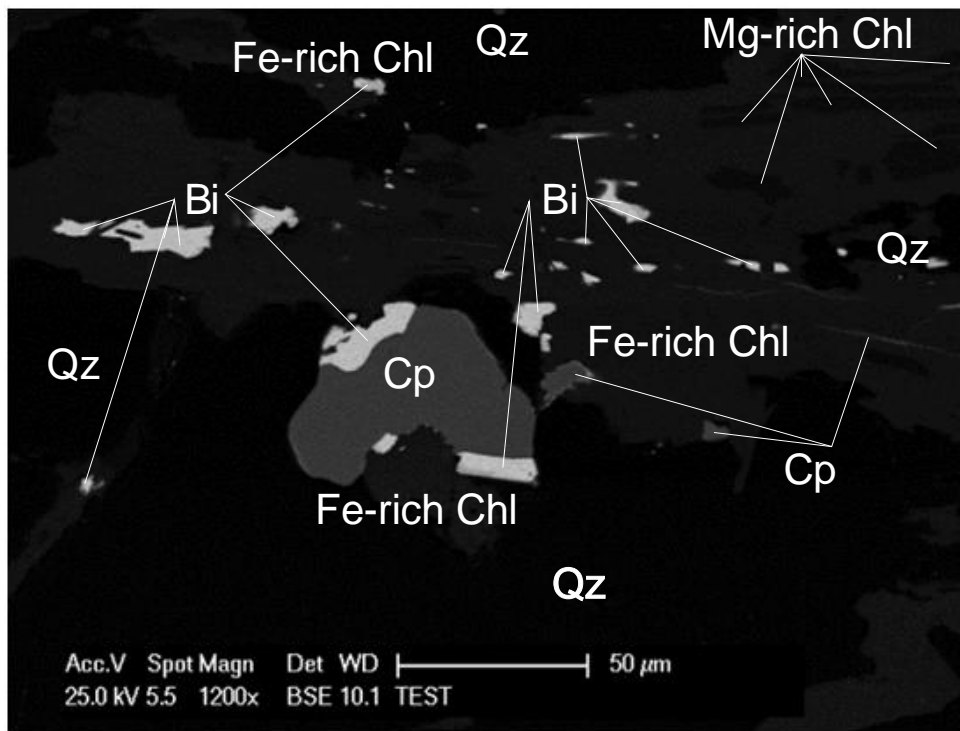 Qz
Mg-rich Chl
Fe-rich Chl
Bi
Bi
Qz
Qz
Cp
Fe-rich Chl
Cp
Fe-rich Chl
Qz
Acc.V Spot Magn Det WD 50 µm
25.0 kV 5.5 1200x BSE 10.1 TEST